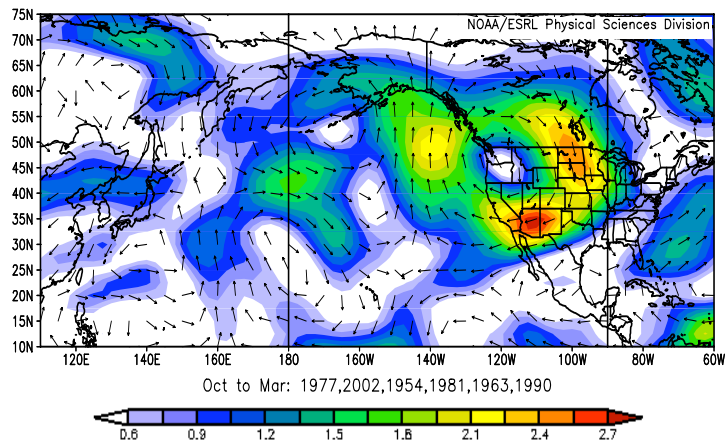 NOAA/ESRL Physical Sciences Division
75N
70N
65N
60N
55N
50N
45N
40N
35N
30N
25N
20N
15N
10N
120E 140E 160E 180 160W 140W 120W 100W 80W 60W
Oct to Mar: 1977,2002,1954,1981,1963,1990
0.6 0.9 1.2 1.5 1.8 2.1 2.4 2.7